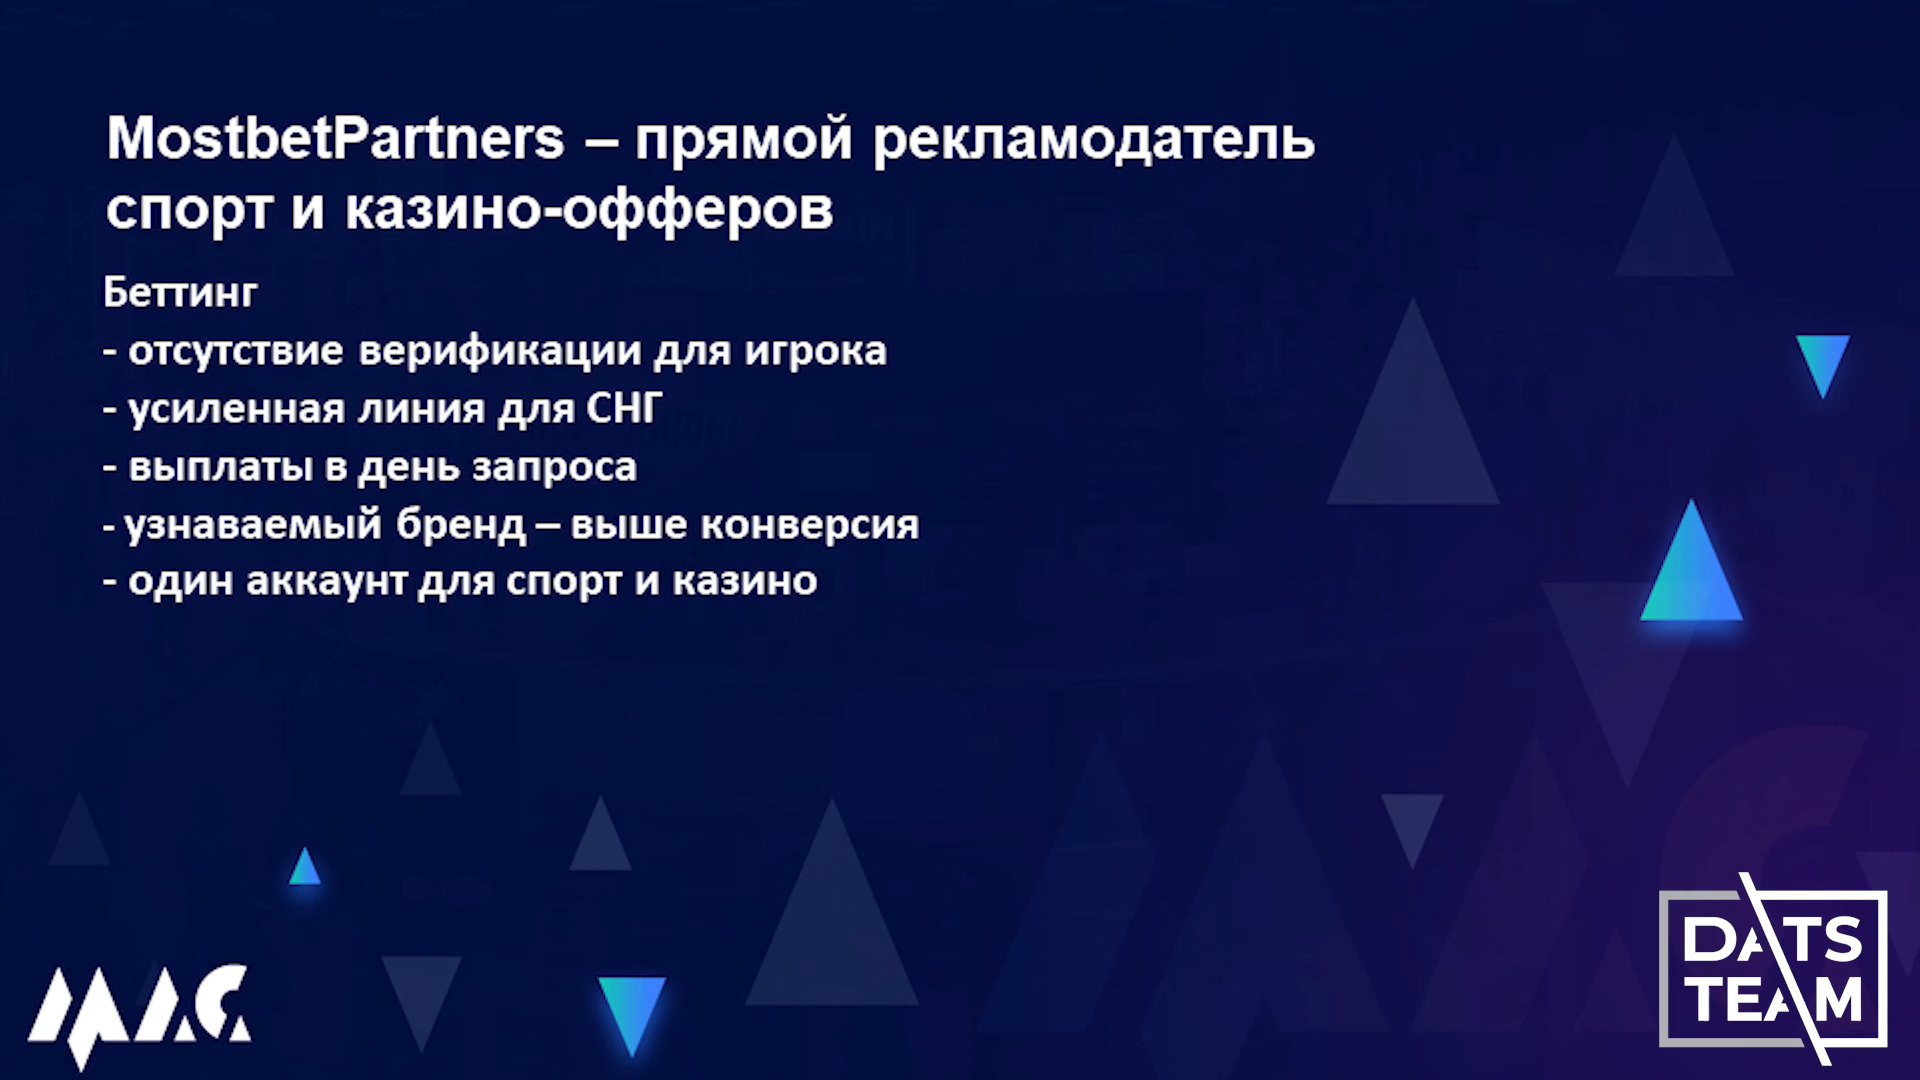 MostbetPartners – прямой рекламодатель
спорт и казино-офферов
Беттинг
- отсутствие верификации для игрока
- усиленная линия для СНГ
- выплаты в день запроса
- узнаваемый бренд – выше конверсия
- один аккаунт для спорт и казино
MAC
DATS
TEAM